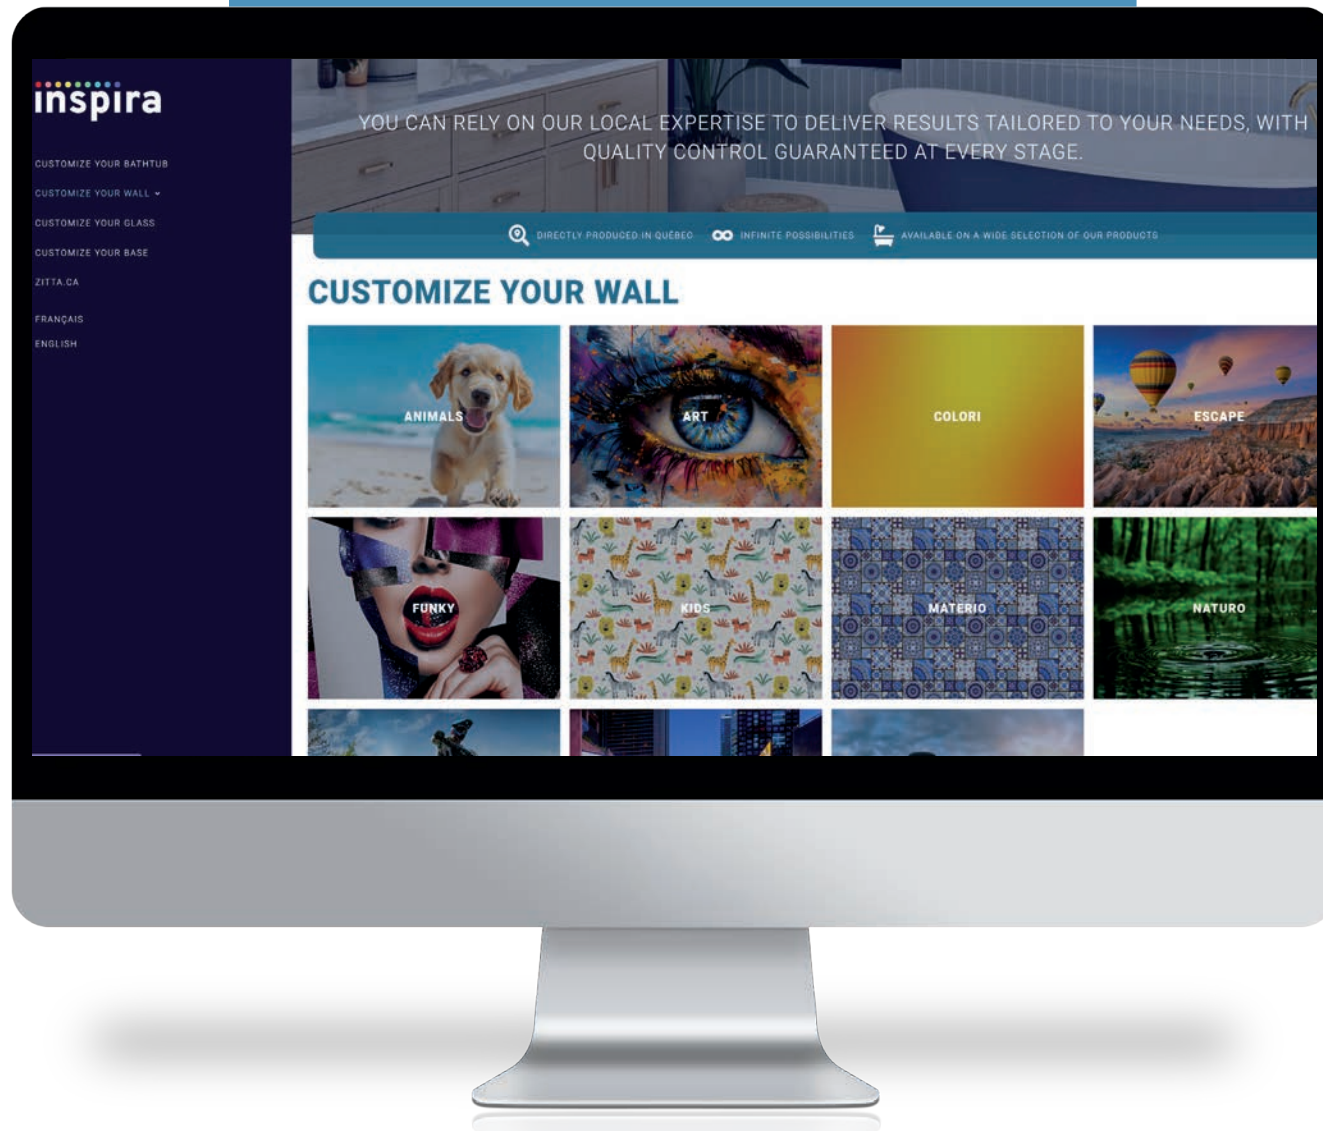 inspira
CUSTOMIZE YOUR BATHTUB
CUSTOMIZE YOUR WALL
CUSTOMIZE YOUR GLASS
CUSTOMIZE YOUR BASE
ZITTA.CA
FRANÇAIS
ENGLISH
YOU CAN RELY ON OUR LOCAL EXPERTISE TO DELIVER RESULTS TAILORED TO YOUR NEEDS, WITH
QUALITY CONTROL GUARANTEED AT EVERY STAGE.
DIRECTLY PRODUCED IN QUÉBEC INFINITE POSSIBILITIES AVAILABLE ON A WIDE SELECTION OF OUR PRODUCTS
CUSTOMIZE YOUR WALL
ANIMALS ART COLORI ESCAPE
FUNKY KIDS MATERIO NATURO